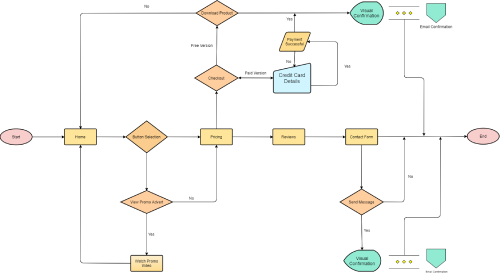 No
Download Product
Visual
Confirmation
Email Confirmation
Yes
Payment
Successful
Free Version
No
Yes
Checkout
Paid Version
Credit Card
Details
Start
Home
Button Selection
Pricing
Reviews
Contact Form
End
View Promo Advert
No
Send Message
No
Yes
Yes
Watch Promo
Video
Visual
Confirmation
Email Confirmation